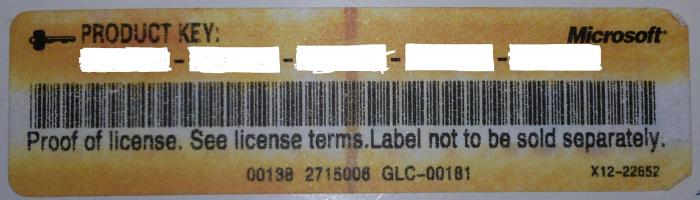 PRODUCT KEY: Microsoft
- - - -
Proof of license. See license terms.Label not to be sold separately.
00138 2715006 GLC-00181 X12-22652